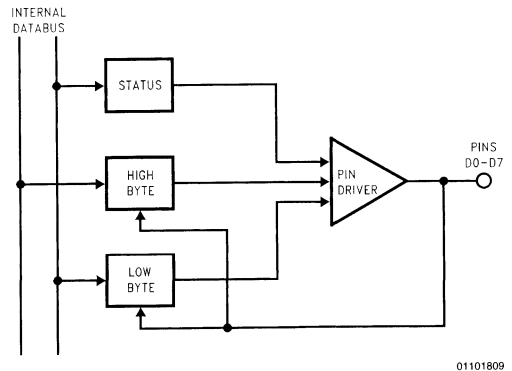 INTERNAL
DATABUS
STATUS
HIGH
BYTE
LOW
BYTE
PIN
DRIVER
PINS
D0-D7
01101809